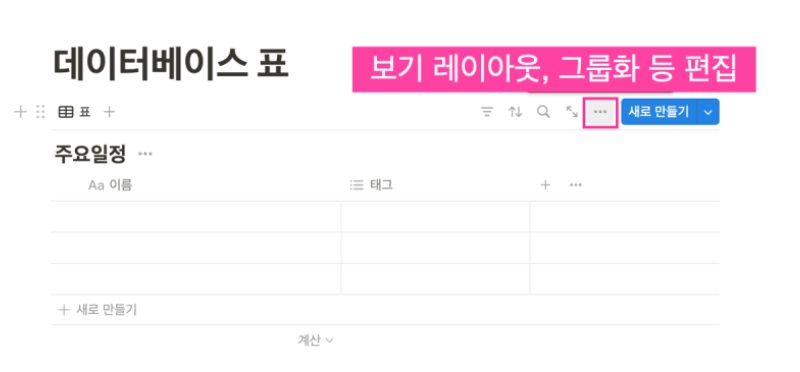 데이터베이스 표
보기 레이아웃, 그룹화 등 편집
표
새로 만들기
주요일정
Aa 이름
태그
새로 만들기
계산